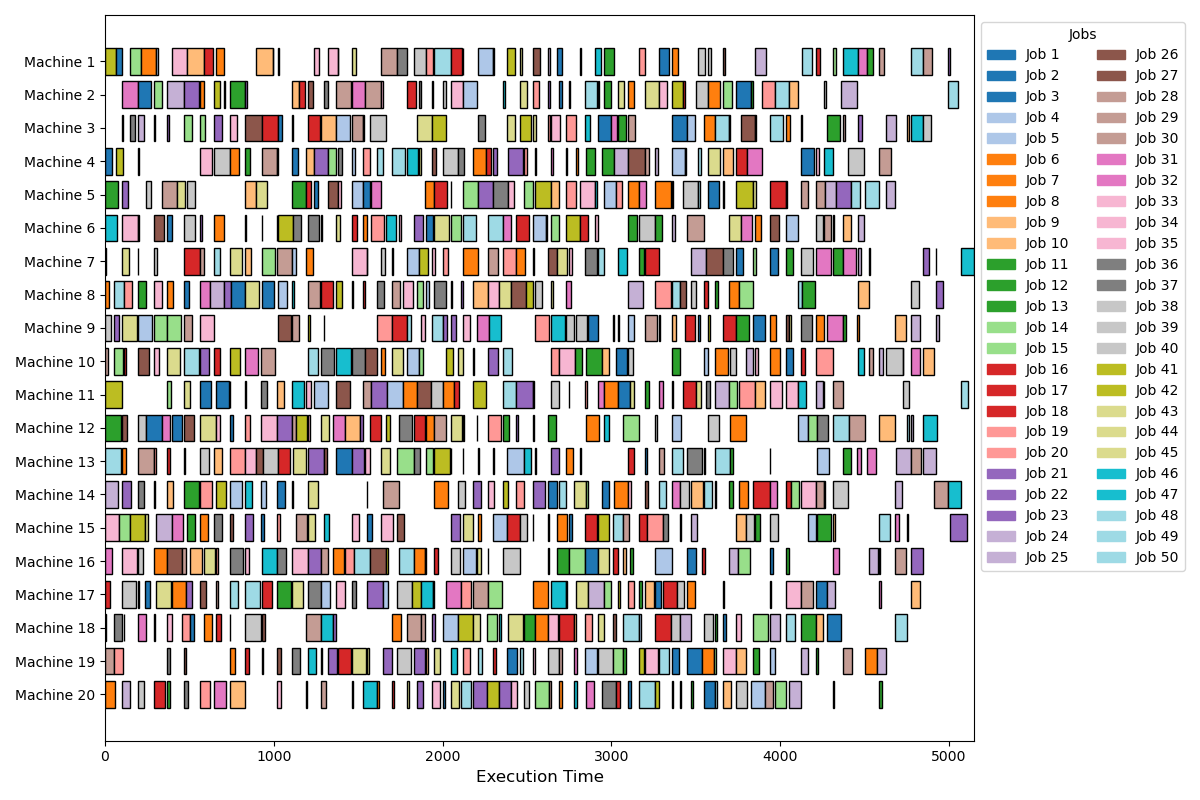 Machine 1
Machine 2
Machine 3
Machine 4
Machine 5
Machine 6
Machine 7
Machine 8
Machine 9
Machine 10
Machine 11
Machine 12
Machine 13
Machine 14
Machine 15
Machine 16
Machine 17
Machine 18
Machine 19
Machine 20
0 1000 2000 3000 4000 5000
Execution Time
Jobs
Job 1 Job 26
Job 2 Job 27
Job 3 Job 28
Job 4 Job 29
Job 5 Job 30
Job 6 Job 31
Job 7 Job 32
Job 8 Job 33
Job 9 Job 34
Job 10 Job 35
Job 11 Job 36
Job 12 Job 37
Job 13 Job 38
Job 14 Job 39
Job 15 Job 40
Job 16 Job 41
Job 17 Job 42
Job 18 Job 43
Job 19 Job 44
Job 20 Job 45
Job 21 Job 46
Job 22 Job 47
Job 23 Job 48
Job 24 Job 49
Job 25 Job 50